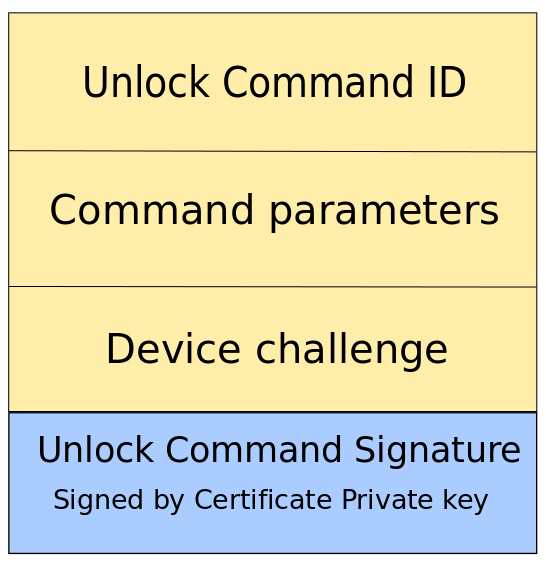 Unlock Command ID
Command parameters
Device challenge
Unlock Command Signature
Signed by Certificate Private key